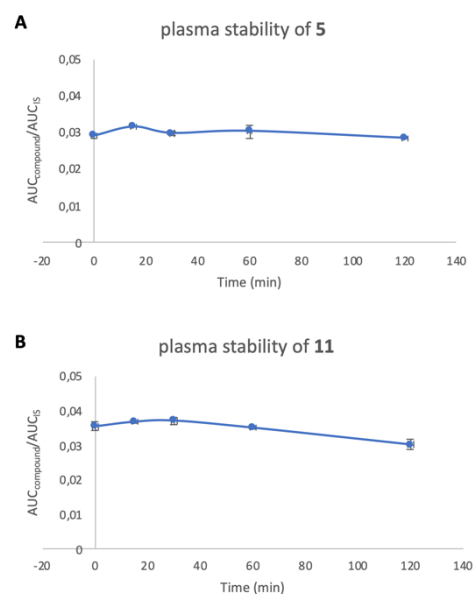 A
plasma stability of 5
0,05
0,04
0,03
0,02
0,01
0
AUCcompound/AUCIS
-20 0 20 40 60 80 100 120 140
Time (min)
B
plasma stability of 11
0,05
0,04
0,03
0,02
0,01
0
AUCcompound/AUCIS
-20 0 20 40 60 80 100 120 140
Time (min)